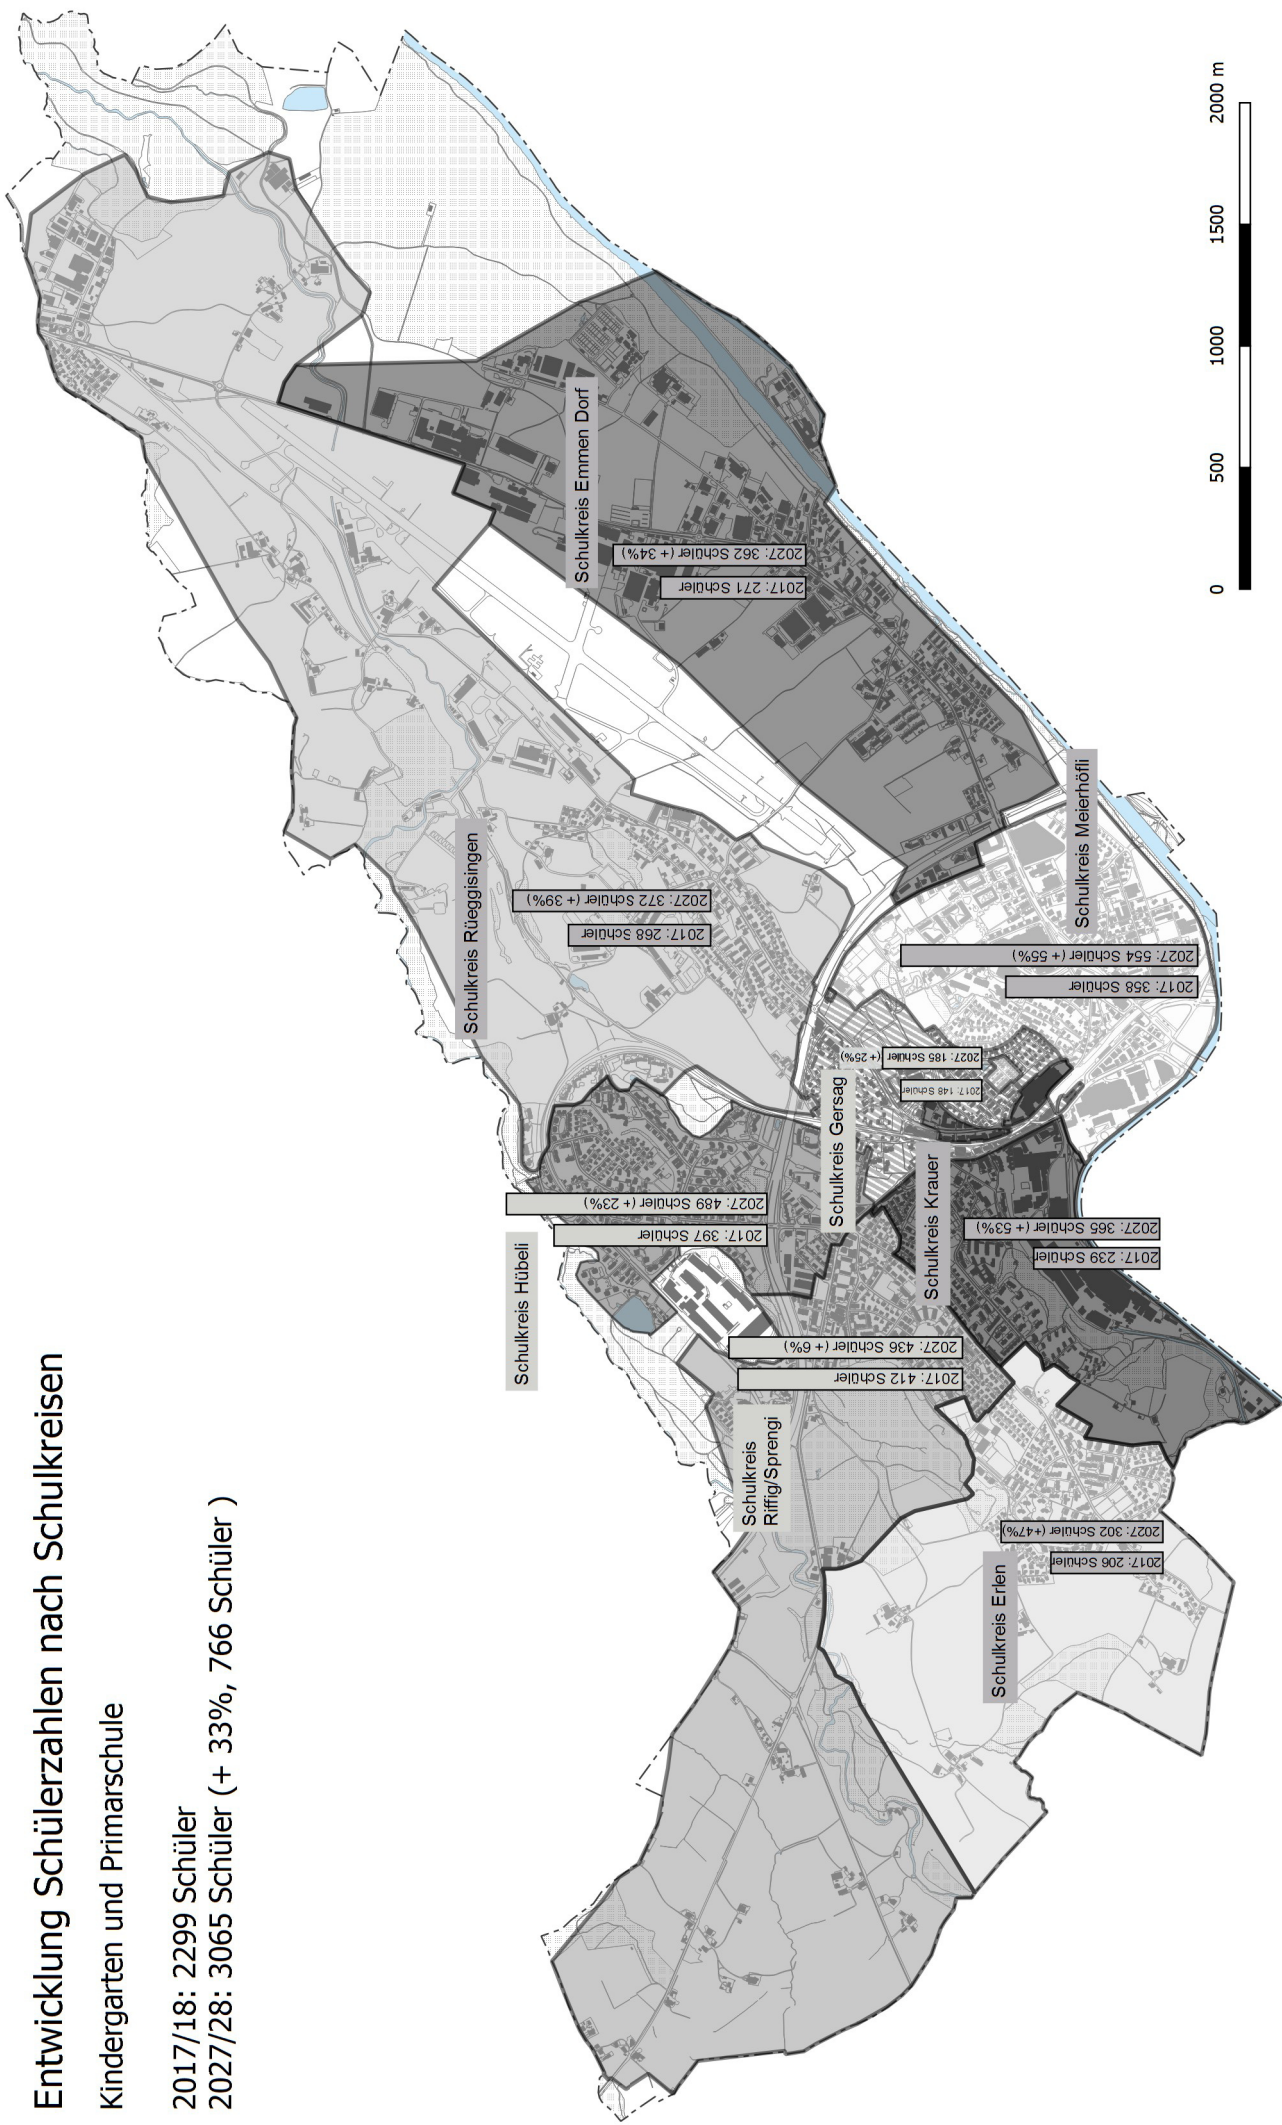 Entwicklung Schülerzahlen nach Schulkreisen
Kindergarten und Primarschule
2017/18: 2299 Schüler
2027/28: 3065 Schüler (+ 33%, 766 Schüler )
Schulkreis Hübeli
2017: 397 Schüler
2027: 489 Schüler (+ 23%)
Schulkreis Rüeggisingen
2017: 268 Schüler
2027: 372 Schüler (+ 39%)
Schulkreis Emmen Dorf
2017: 271 Schüler
2027: 362 Schüler (+ 34%)
Schulkreis
Riffig/Sprengi
2017: 412 Schüler
2027: 436 Schüler (+ 6%)
Schulkreis Gersag
2017: 148 Schüler
2027: 185 Schüler (+ 25%)
Schulkreis Krauer
2017: 239 Schüler
2027: 365 Schüler (+ 53%)
Schulkreis Meierhöfli
2017: 358 Schüler
2027: 554 Schüler (+ 55%)
Schulkreis Erlen
2017: 206 Schüler
2027: 302 Schüler (+47%)
0 500 1000 1500 2000 m